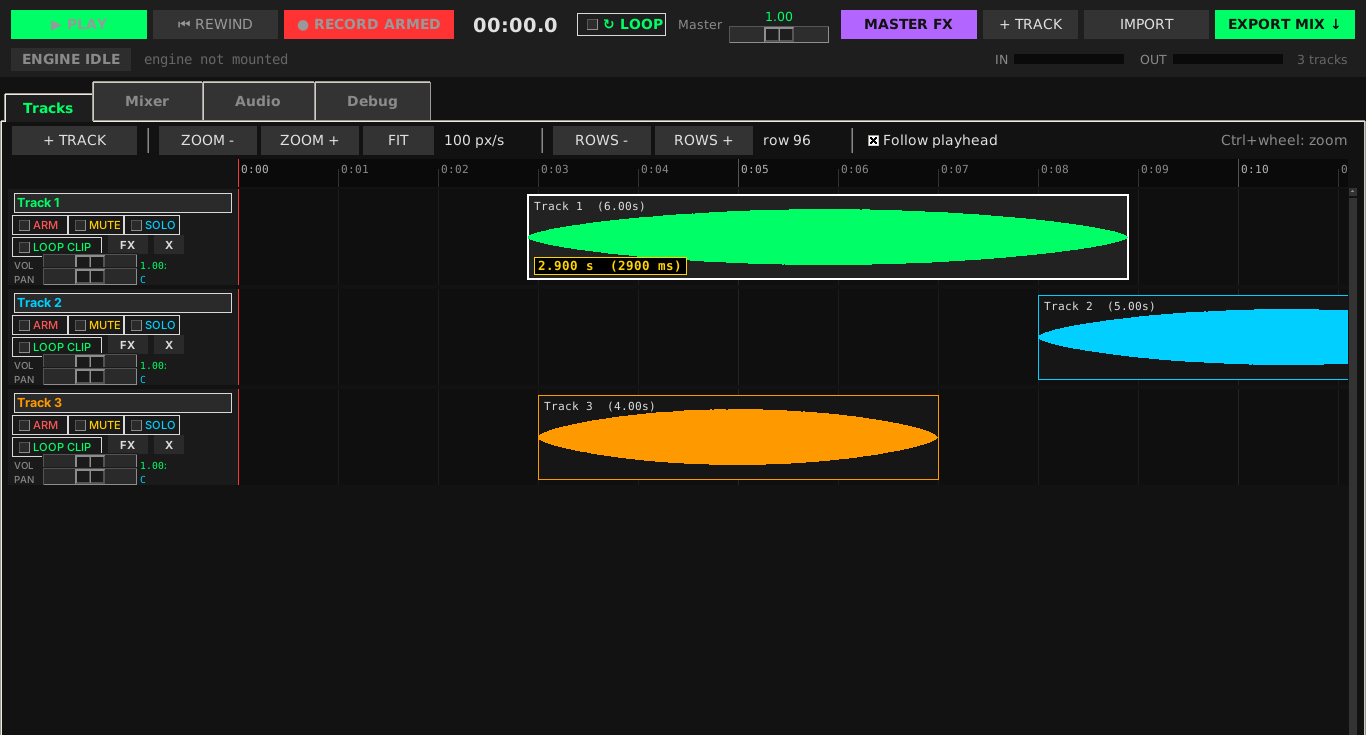 ▶ PLAY ⏮ REWIND ● RECORD ARMED 00:00.0 ↻ LOOP Master 1.00 MASTER FX + TRACK IMPORT EXPORT MIX ↓
ENGINE IDLE engine not mounted IN OUT 3 tracks
Tracks Mixer Audio Debug
+ TRACK ZOOM - ZOOM + FIT 100 px/s ROWS - ROWS + row 96 Follow playhead Ctrl+wheel: zoom
0:00 0:01 0:02 0:03 0:04 0:05 0:06 0:07 0:08 0:09 0:10
Track 1
ARM MUTE SOLO
LOOP CLIP FX X
VOL 1.00
PAN C
Track 1 (6.00s)
2.900 s (2900 ms)
Track 2
ARM MUTE SOLO
LOOP CLIP FX X
VOL 1.00
PAN C
Track 2 (5.00s)
Track 3
ARM MUTE SOLO
LOOP CLIP FX X
VOL 1.00
PAN C
Track 3 (4.00s)